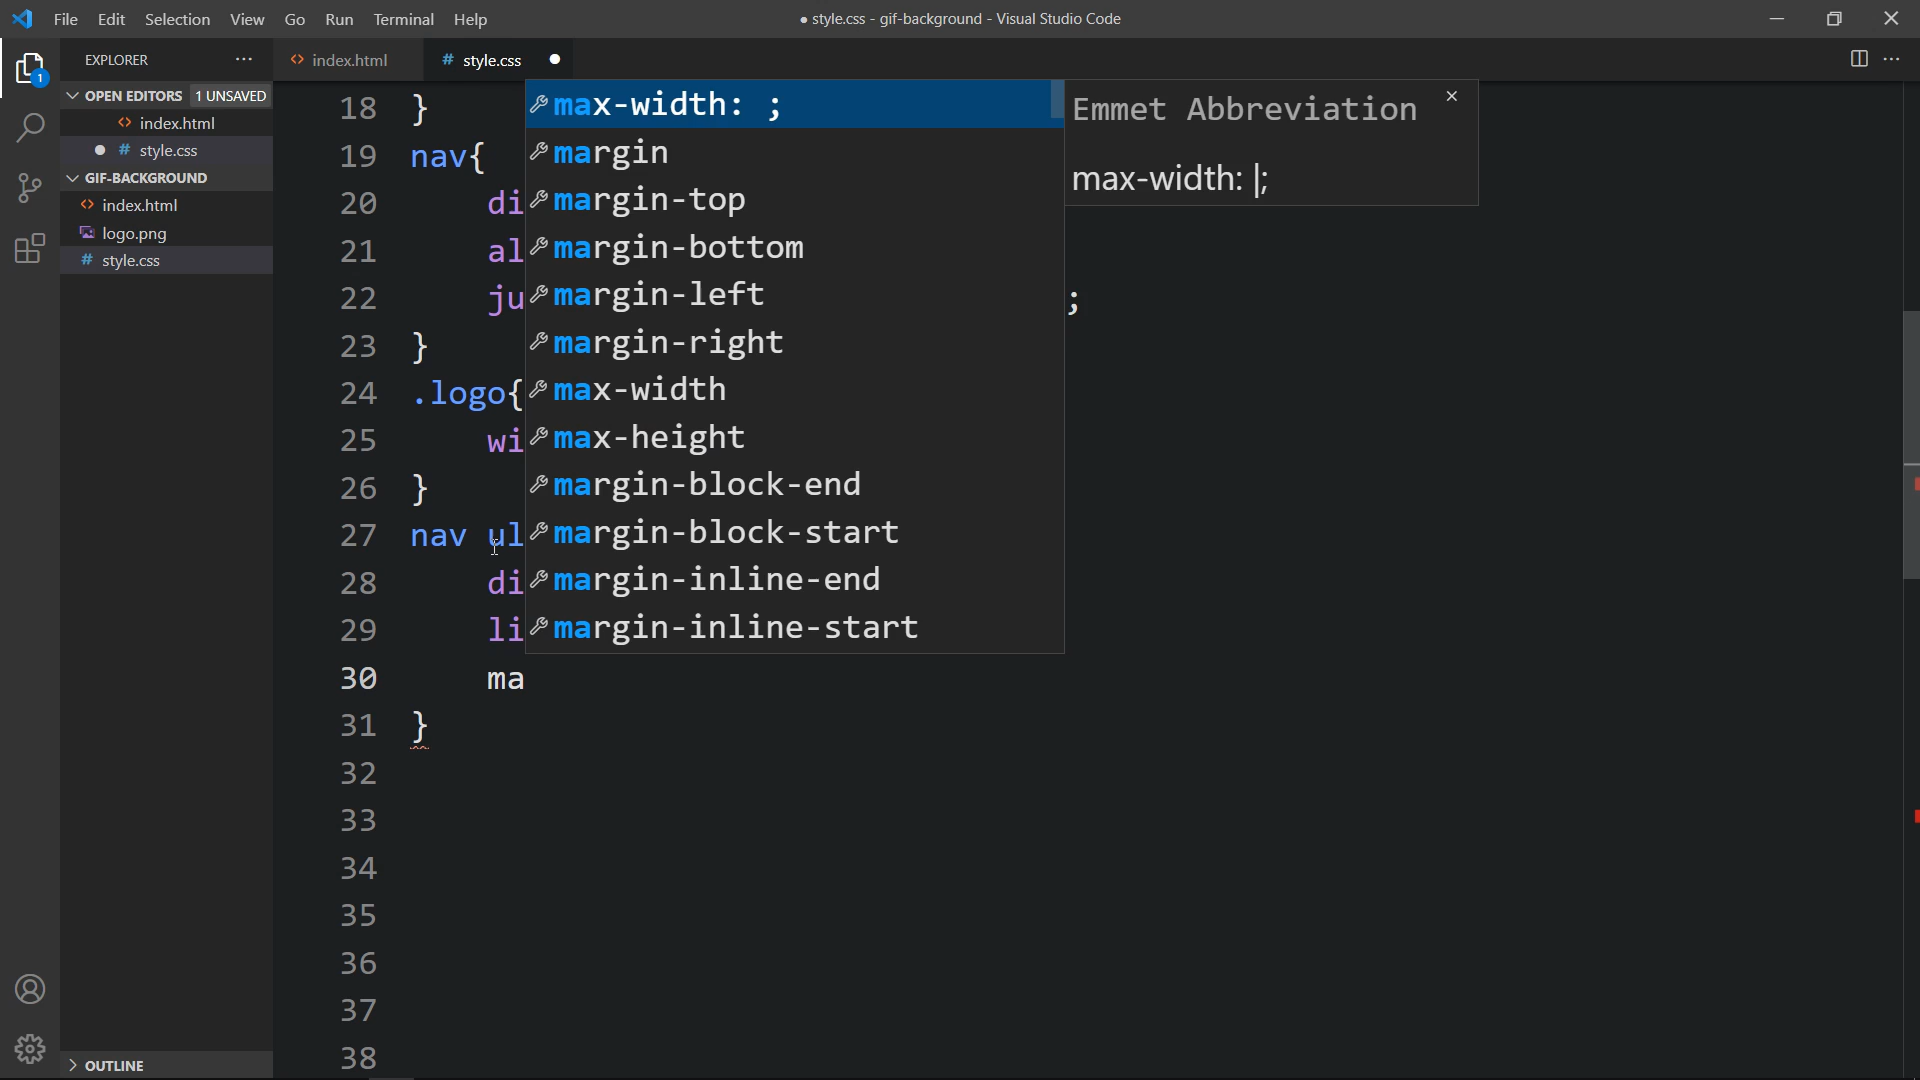 File Edit Selection View Go Run Terminal Help
● style.css - gif-background - Visual Studio Code
EXPLORER
index.html
# style.css
OPEN EDITORS 1 UNSAVED
index.html
# style.css
GIF-BACKGROUND
index.html
logo.png
# style.css
OUTLINE
1
18 }
19 nav{
20 di
21 al
22 ju ;
23 }
24 .logo{
25 wi
26 }
27 nav ul
28 di
29 li
30 ma
31 }
32
33
34
35
36
37
38
max-width: ;
margin
margin-top
margin-bottom
margin-left
margin-right
max-width
max-height
margin-block-end
margin-block-start
margin-inline-end
margin-inline-start
Emmet Abbreviation
max-width: |;